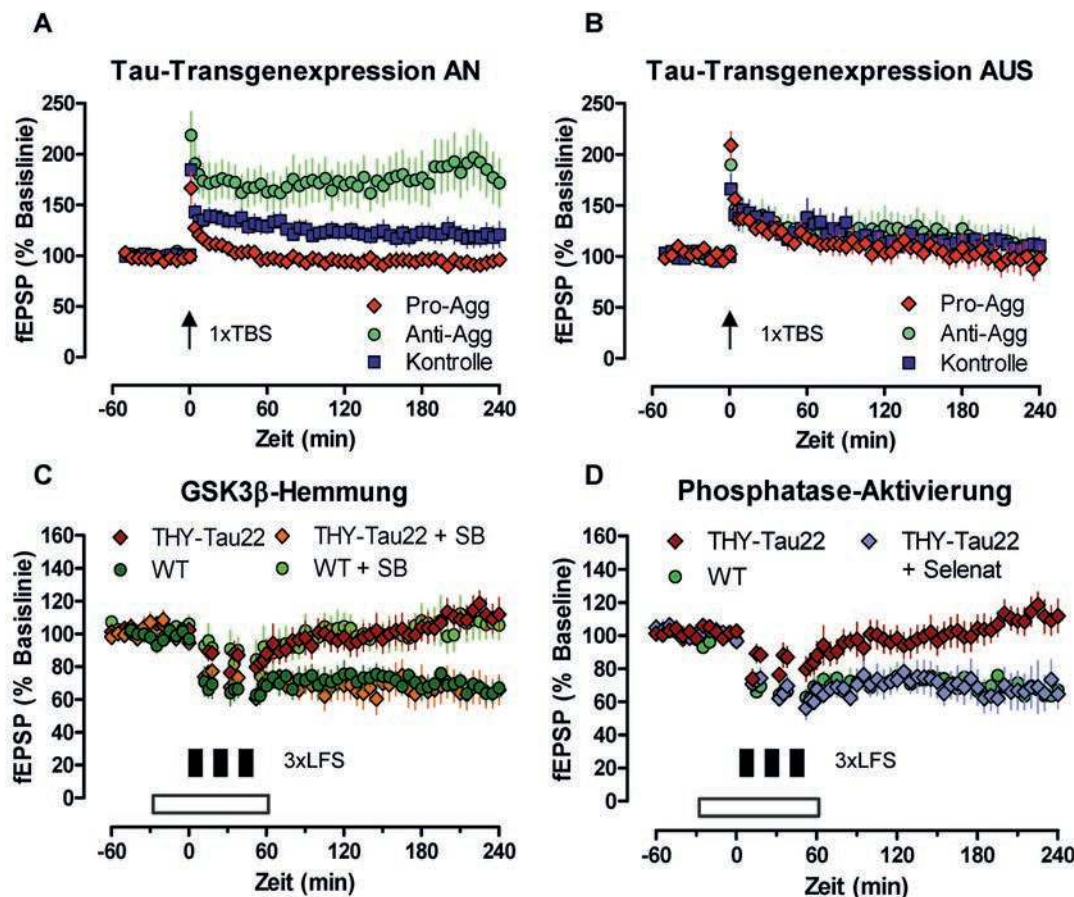 A
Tau-Transgenexpression AN
fEPSP (% Basislinie)
250
200
150
100
50
0
1xTBS
Pro-Agg
Anti-Agg
Kontrolle
-60 0 60 120 180 240
Zeit (min)
B
Tau-Transgenexpression AUS
fEPSP (% Basislinie)
250
200
150
100
50
0
1xTBS
Pro-Agg
Anti-Agg
Kontrolle
-60 0 60 120 180 240
Zeit (min)
C
GSK3β-Hemmung
fEPSP (% Basislinie)
160
140
120
100
80
60
40
20
0
THY-Tau22 THY-Tau22 + SB
WT WT + SB
3xLFS
-60 0 60 120 180 240
Zeit (min)
D
Phosphatase-Aktivierung
fEPSP (% Baseline)
160
140
120
100
80
60
40
20
0
THY-Tau22 THY-Tau22
WT + Selenat
3xLFS
-60 0 60 120 180 240
Zeit (min)